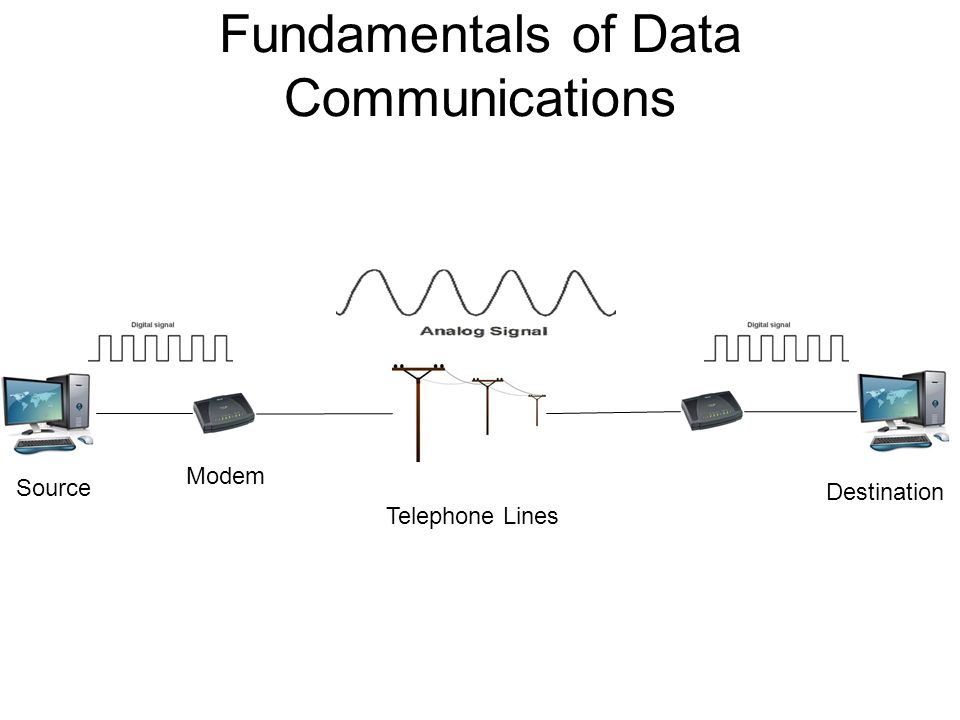 Fundamentals of Data
Communications
Analog Signal
Digital signal
Digital signal
Source
Modem
Telephone Lines
Destination